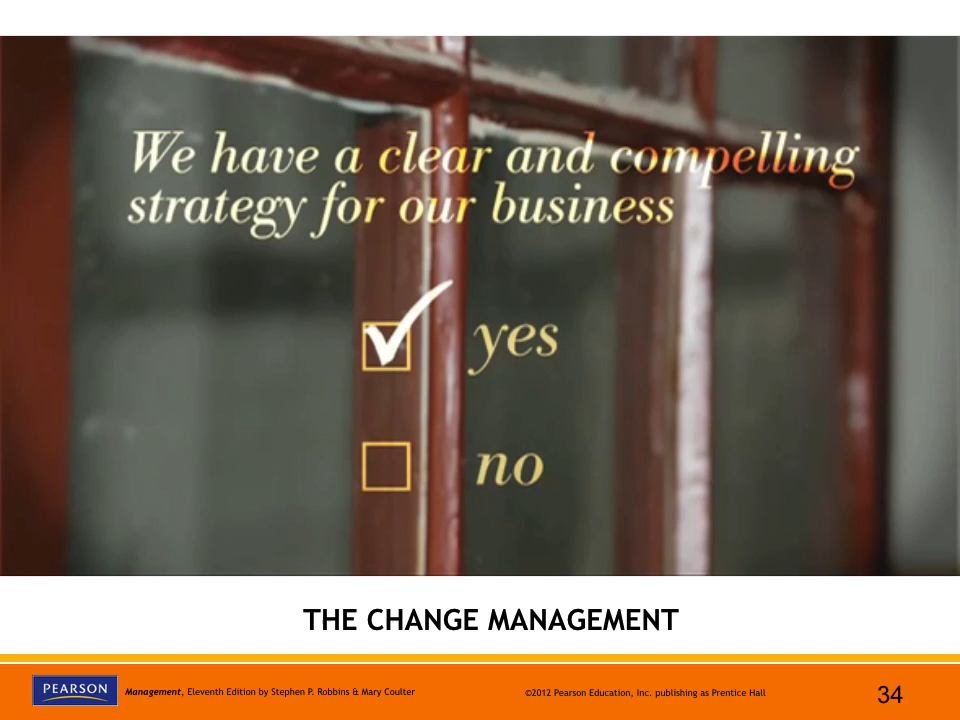 We have a clear and compelling
strategy for our business
yes
no
THE CHANGE MANAGEMENT
PEARSON
Management, Eleventh Edition by Stephen P. Robbins & Mary Coulter
©2012 Pearson Education, Inc. publishing as Prentice Hall
34